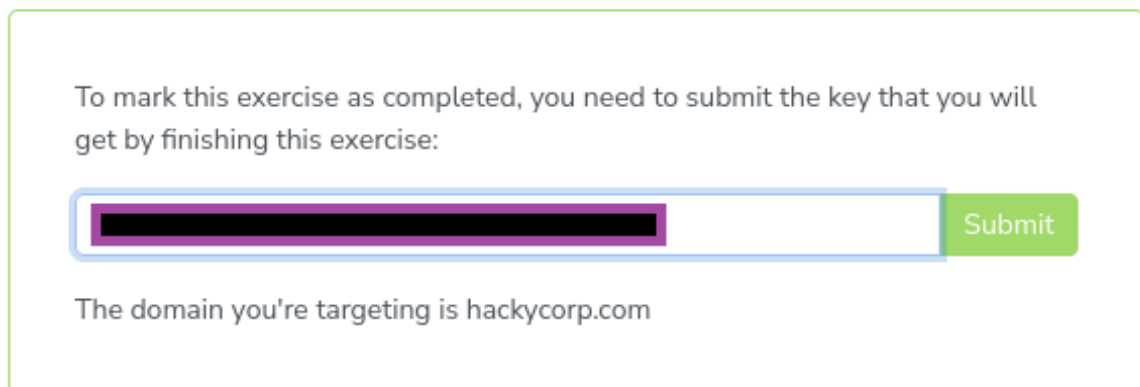 To mark this exercise as completed, you need to submit the key that you will
get by finishing this exercise:
Submit
The domain you're targeting is hackycorp.com